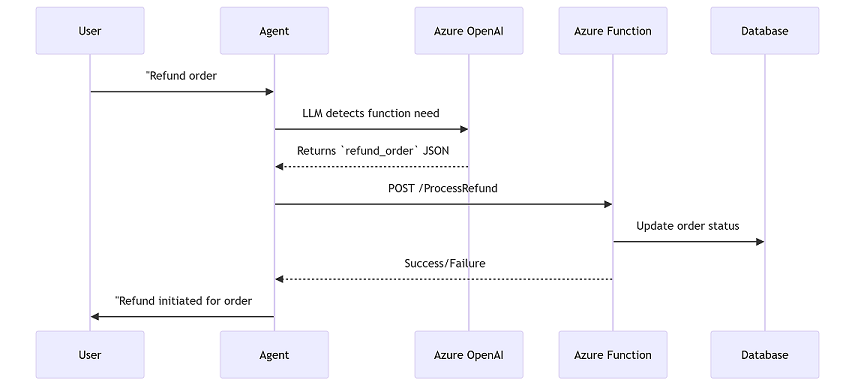 User Agent Azure OpenAI Azure Function Database
"Refund order
LLM detects function need
Returns `refund_order` JSON
POST /ProcessRefund
Update order status
Success/Failure
"Refund initiated for order
User Agent Azure OpenAI Azure Function Database